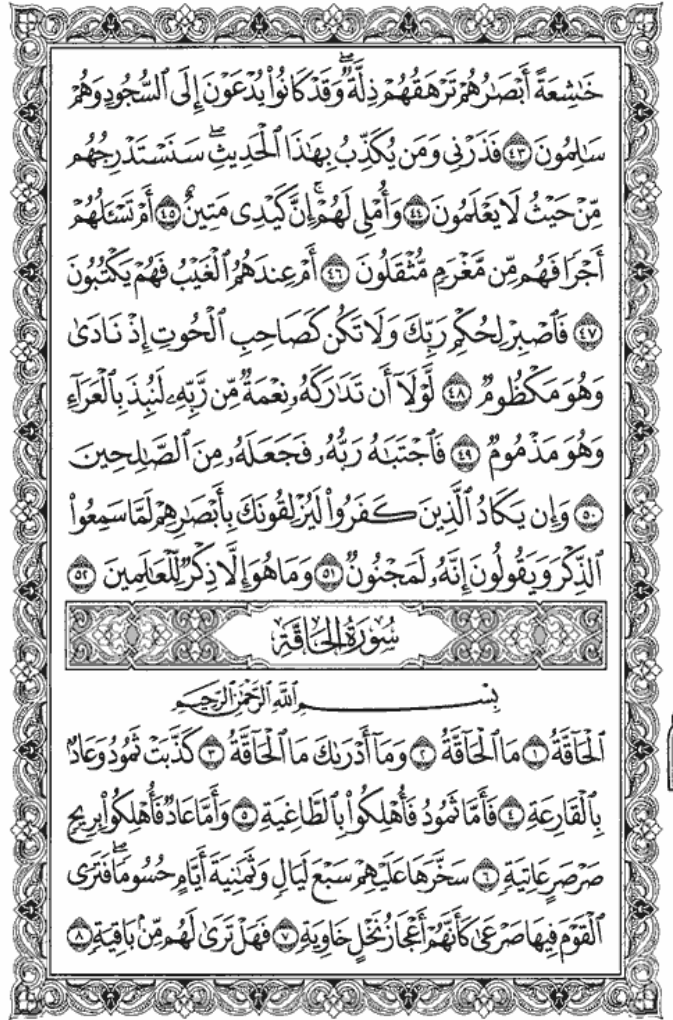 خَٰشِعَةً أَبْصَٰرُهُمْ تَرْهَقُهُمْ ذِلَّةٌ ۖ وَقَدْ كَانُوا۟ يُدْعَوْنَ إِلَى ٱلسُّجُودِ وَهُمْ
سَٰلِمُونَ ٤٣ فَذَرْنِى وَمَن يُكَذِّبُ بِهَٰذَا ٱلْحَدِيثِ ۖ سَنَسْتَدْرِجُهُم
مِّنْ حَيْثُ لَا يَعْلَمُونَ ٤٤ وَأُمْلِى لَهُمْ ۚ إِنَّ كَيْدِى مَتِينٌ ٤٥ أَمْ تَسْـَٔلُهُمْ
أَجْرًا فَهُم مِّن مَّغْرَمٍ مُّثْقَلُونَ ٤٦ أَمْ عِندَهُمُ ٱلْغَيْبُ فَهُمْ يَكْتُبُونَ
٤٧ فَٱصْبِرْ لِحُكْمِ رَبِّكَ وَلَا تَكُن كَصَاحِبِ ٱلْحُوتِ إِذْ نَادَىٰ
وَهُوَ مَكْظُومٌ ٤٨ لَّوْلَآ أَن تَدَٰرَكَهُۥ نِعْمَةٌ مِّن رَّبِّهِۦ لَنُبِذَ بِٱلْعَرَآءِ
وَهُوَ مَذْمُومٌ ٤٩ فَٱجْتَبَٰهُ رَبُّهُۥ فَجَعَلَهُۥ مِنَ ٱلصَّٰلِحِينَ
٥٠ وَإِن يَكَادُ ٱلَّذِينَ كَفَرُوا۟ لَيُزْلِقُونَكَ بِأَبْصَٰرِهِمْ لَمَّا سَمِعُوا۟
ٱلذِّكْرَ وَيَقُولُونَ إِنَّهُۥ لَمَجْنُونٌ ٥١ وَمَا هُوَ إِلَّا ذِكْرٌ لِّلْعَٰلَمِينَ ٥٢
سُورَةُ الحَاقَّةِ
بِسْمِ ٱللَّهِ ٱلرَّحْمَٰنِ ٱلرَّحِيمِ
ٱلْحَآقَّةُ ١ مَا ٱلْحَآقَّةُ ٢ وَمَآ أَدْرَىٰكَ مَا ٱلْحَآقَّةُ ٣ كَذَّبَتْ ثَمُودُ وَعَادٌۢ
بِٱلْقَارِعَةِ ٤ فَأَمَّا ثَمُودُ فَأُهْلِكُوا۟ بِٱلطَّاغِيَةِ ٥ وَأَمَّا عَادٌ فَأُهْلِكُوا۟ بِرِيحٍ
صَرْصَرٍ عَاتِيَةٍ ٦ سَخَّرَهَا عَلَيْهِمْ سَبْعَ لَيَالٍ وَثَمَٰنِيَةَ أَيَّامٍ حُسُومًا ۖ فَتَرَى
ٱلْقَوْمَ فِيهَا صَرْعَىٰ كَأَنَّهُمْ أَعْجَازُ نَخْلٍ خَاوِيَةٍ ٧ فَهَلْ تَرَىٰ لَهُم مِّنۢ بَاقِيَةٍ ٨